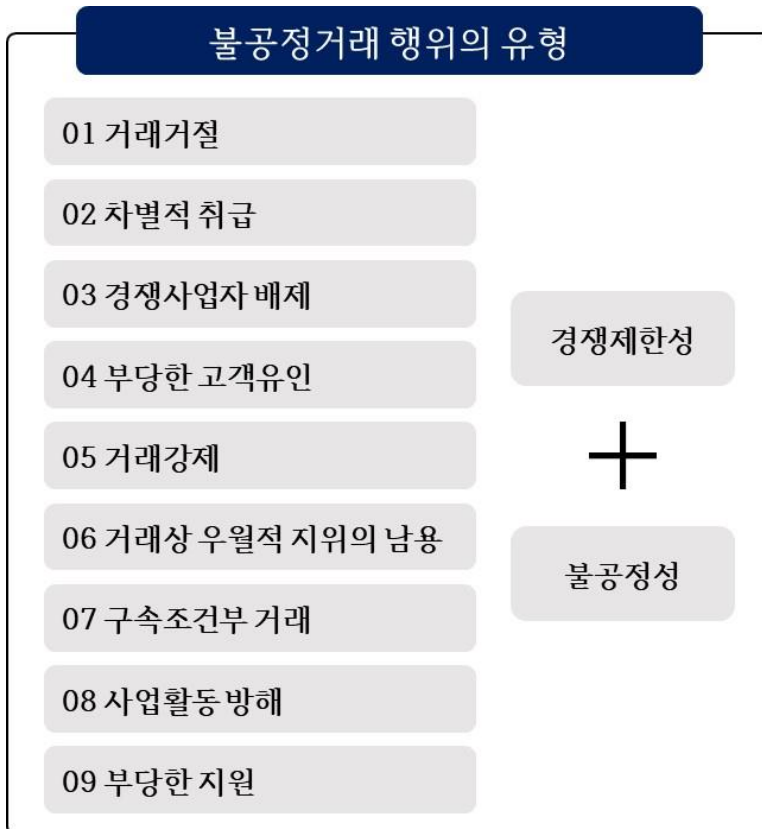 불공정거래 행위의 유형
01 거래거절
02 차별적 취급
03 경쟁사업자 배제
04 부당한 고객유인
05 거래강제
06 거래상 우월적 지위의 남용
07 구속조건부 거래
08 사업활동 방해
09 부당한 지원
경쟁제한성
+
불공정성